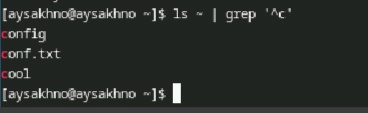 [aysakhno@aysakhno ~]$ ls ~ | grep '^c'
config
conf.txt
cool
[aysakhno@aysakhno ~]$